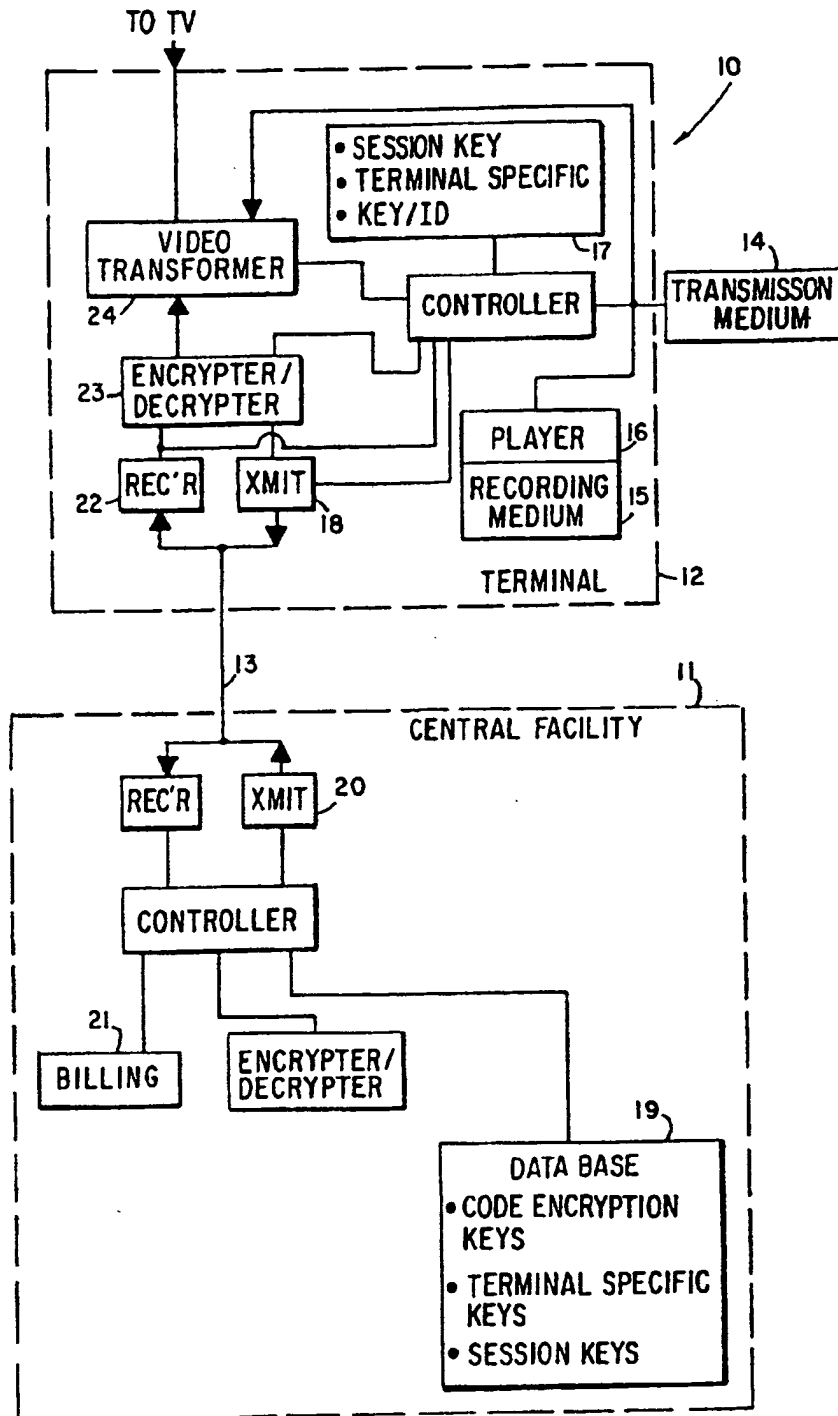 TO TV
10
• SESSION KEY
• TERMINAL SPECIFIC
• KEY/ID
17
14
VIDEO
TRANSFORMER
24
CONTROLLER
TRANSMISSON
MEDIUM
23
ENCRYPTER/
DECRYPTER
PLAYER
16
REC'R
22
XMIT
18
RECORDING
MEDIUM
15
TERMINAL
12
13
11
CENTRAL FACILITY
REC'R
XMIT
20
CONTROLLER
21
BILLING
ENCRYPTER/
DECRYPTER
19
DATA BASE
• CODE ENCRYPTION
KEYS
• TERMINAL SPECIFIC
KEYS
• SESSION KEYS